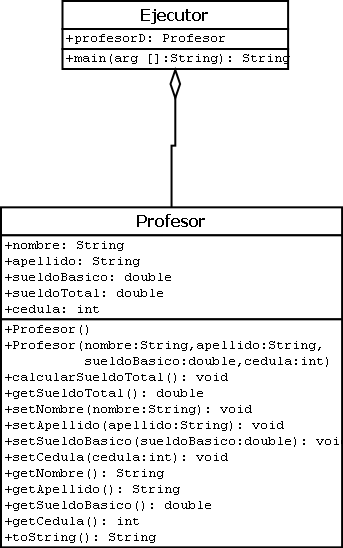 Ejecutor
+profesorD: Profesor
+main(arg []:String): String
Profesor
+nombre: String
+apellido: String
+sueldoBasico: double
+sueldoTotal: double
+cedula: int
+Profesor()
+Profesor(nombre:String,apellido:String,
sueldoBasico:double,cedula:int)
+calcularSueldoTotal(): void
+getSueldoTotal(): double
+setNombre(nombre:String): void
+setApellido(apellido:String): void
+setSueldoBasico(sueldoBasico:double): voi
+setCedula(cedula:int): void
+getNombre(): String
+getApellido(): String
+getSueldoBasico(): double
+getCedula(): int
+toString(): String